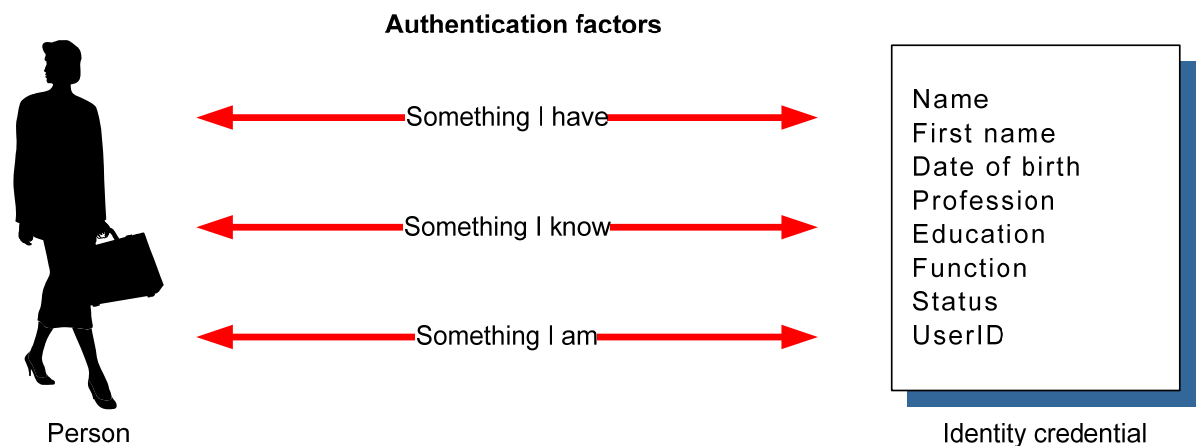 Authentication factors
Something I have
Something I know
Something I am
Person
Name
First name
Date of birth
Profession
Education
Function
Status
UserID
Identity credential